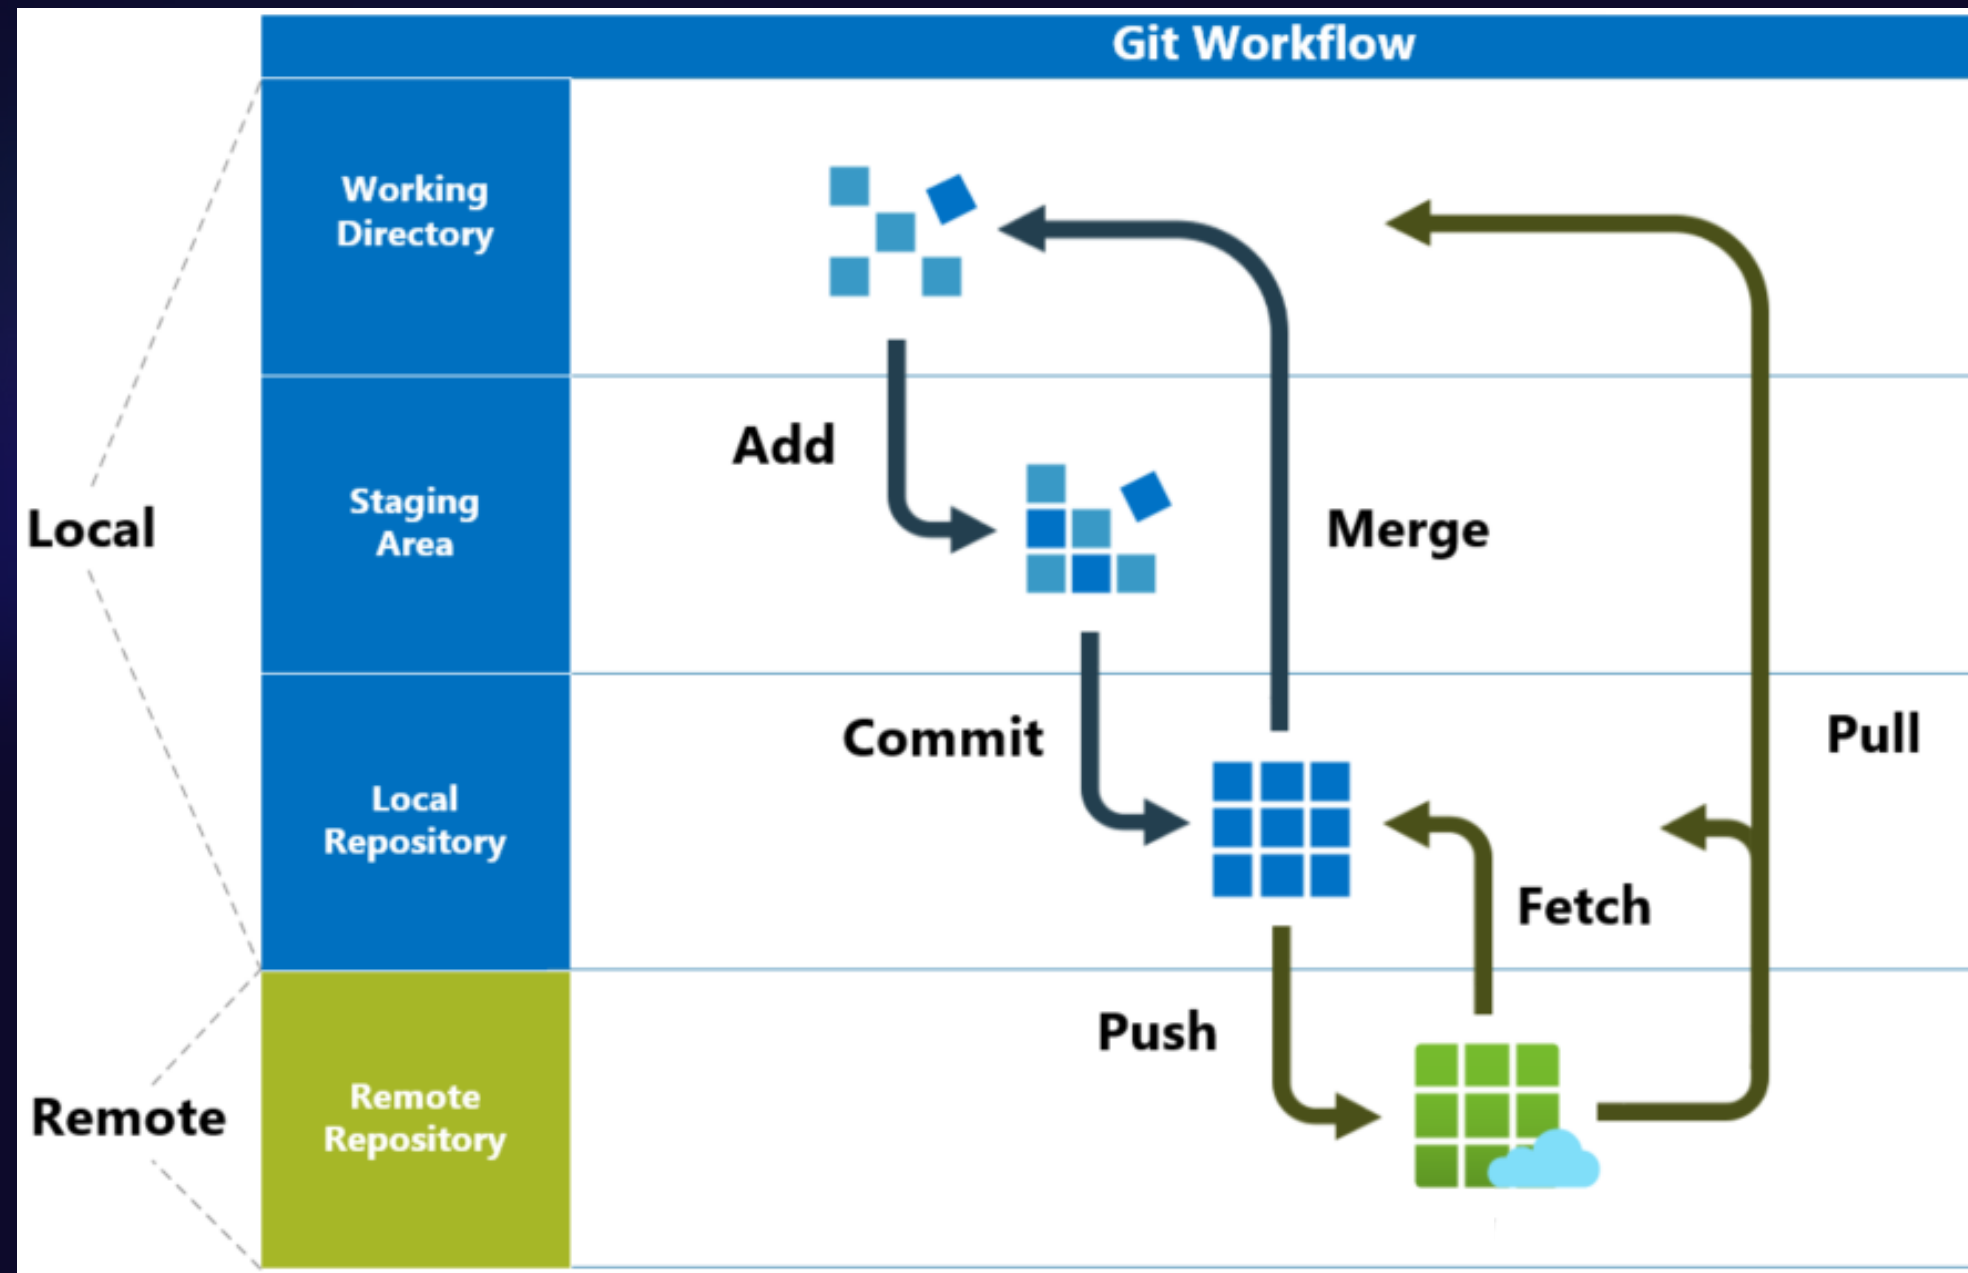 Git Workflow
Working
Directory
Add
Staging
Area
Local
Merge
Commit
Pull
Local
Repository
Fetch
Push
Remote
Remote
Repository